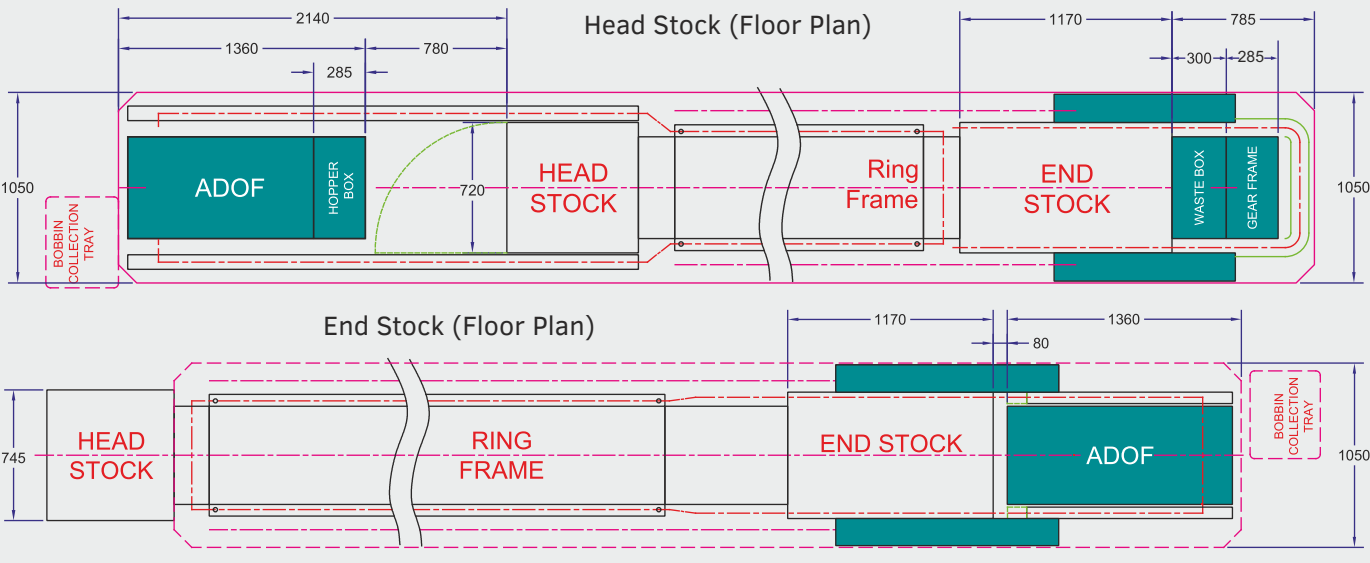 Head Stock (Floor Plan)
2140
1170
785
1360
780
300
285
285
1050
ADOF
HOPPER
BOX
720
HEAD
STOCK
Ring
Frame
END
STOCK
WASTE BOX
GEAR FRAME
1050
BOBBIN
COLLECTION
TRAY
End Stock (Floor Plan)
1170
1360
80
745
HEAD
STOCK
RING
FRAME
END STOCK
ADOF
BOBBIN
COLLECTION
TRAY
1050